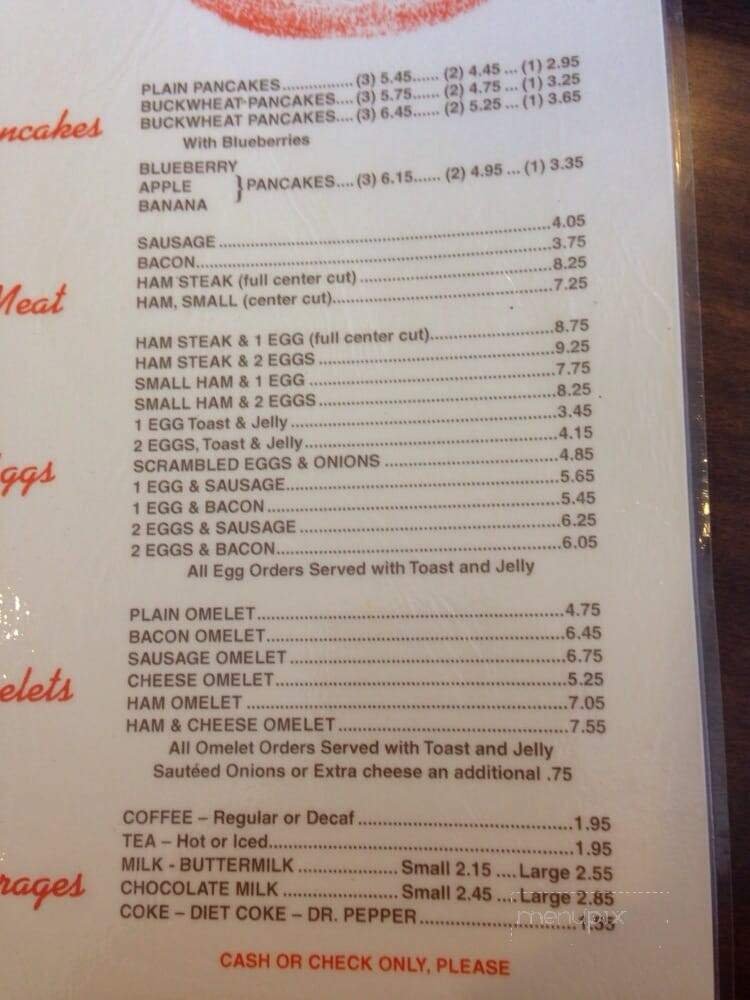 ncakes
PLAIN PANCAKES................ (3) 5.45...... (2) 4.45 ... (1) 2.95
BUCKWHEAT PANCAKES.... (3) 5.75...... (2) 4.75 ... (1) 3.25
BUCKWHEAT PANCAKES.... (3) 6.45...... (2) 5.25 ... (1) 3.65
With Blueberries
BLUEBERRY
APPLE } PANCAKES.... (3) 6.15...... (2) 4.95 ... (1) 3.35
BANANA
Meat
SAUSAGE ........ 4.05
BACON........ 3.75
HAM STEAK (full center cut) ........ 8.25
HAM, SMALL (center cut)........ 7.25
ggs
HAM STEAK & 1 EGG (full center cut)........ 8.75
HAM STEAK & 2 EGGS ........ 9.25
SMALL HAM & 1 EGG ........ 7.75
SMALL HAM & 2 EGGS ........ 8.25
1 EGG Toast & Jelly ........ 3.45
2 EGGS, Toast & Jelly ........ 4.15
SCRAMBLED EGGS & ONIONS ........ 4.85
1 EGG & SAUSAGE........ 5.65
1 EGG & BACON ........ 5.45
2 EGGS & SAUSAGE ........ 6.25
2 EGGS & BACON........ 6.05
All Egg Orders Served with Toast and Jelly
elets
PLAIN OMELET........ 4.75
BACON OMELET........ 6.45
SAUSAGE OMELET ........ 6.75
CHEESE OMELET........ 5.25
HAM OMELET ........ 7.05
HAM & CHEESE OMELET ........ 7.55
All Omelet Orders Served with Toast and Jelly
Sautéed Onions or Extra cheese an additional .75
rages
COFFEE – Regular or Decaf ........ 1.95
TEA – Hot or Iced........ 1.95
MILK - BUTTERMILK ........ Small 2.15 .... Large 2.55
CHOCOLATE MILK ........ Small 2.45 .... Large 2.85
COKE – DIET COKE – DR. PEPPER ........
menupix
CASH OR CHECK ONLY, PLEASE